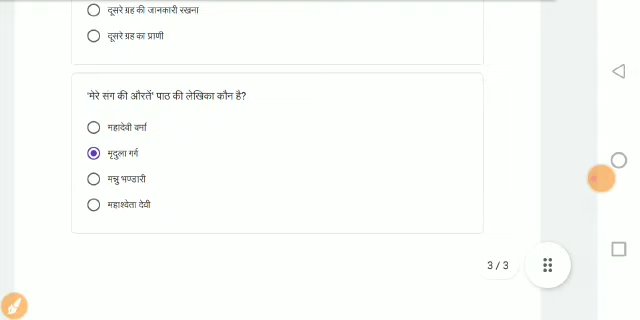 दूसरे ग्रह की जानकारी रखना
दूसरे ग्रह का प्राणी
'मेरे संग की औरतें' पाठ की लेखिका कौन है?
महादेवी वर्मा
मृदुला गर्ग
मन्नु भण्डारी
महाश्वेता देवी
3 / 3